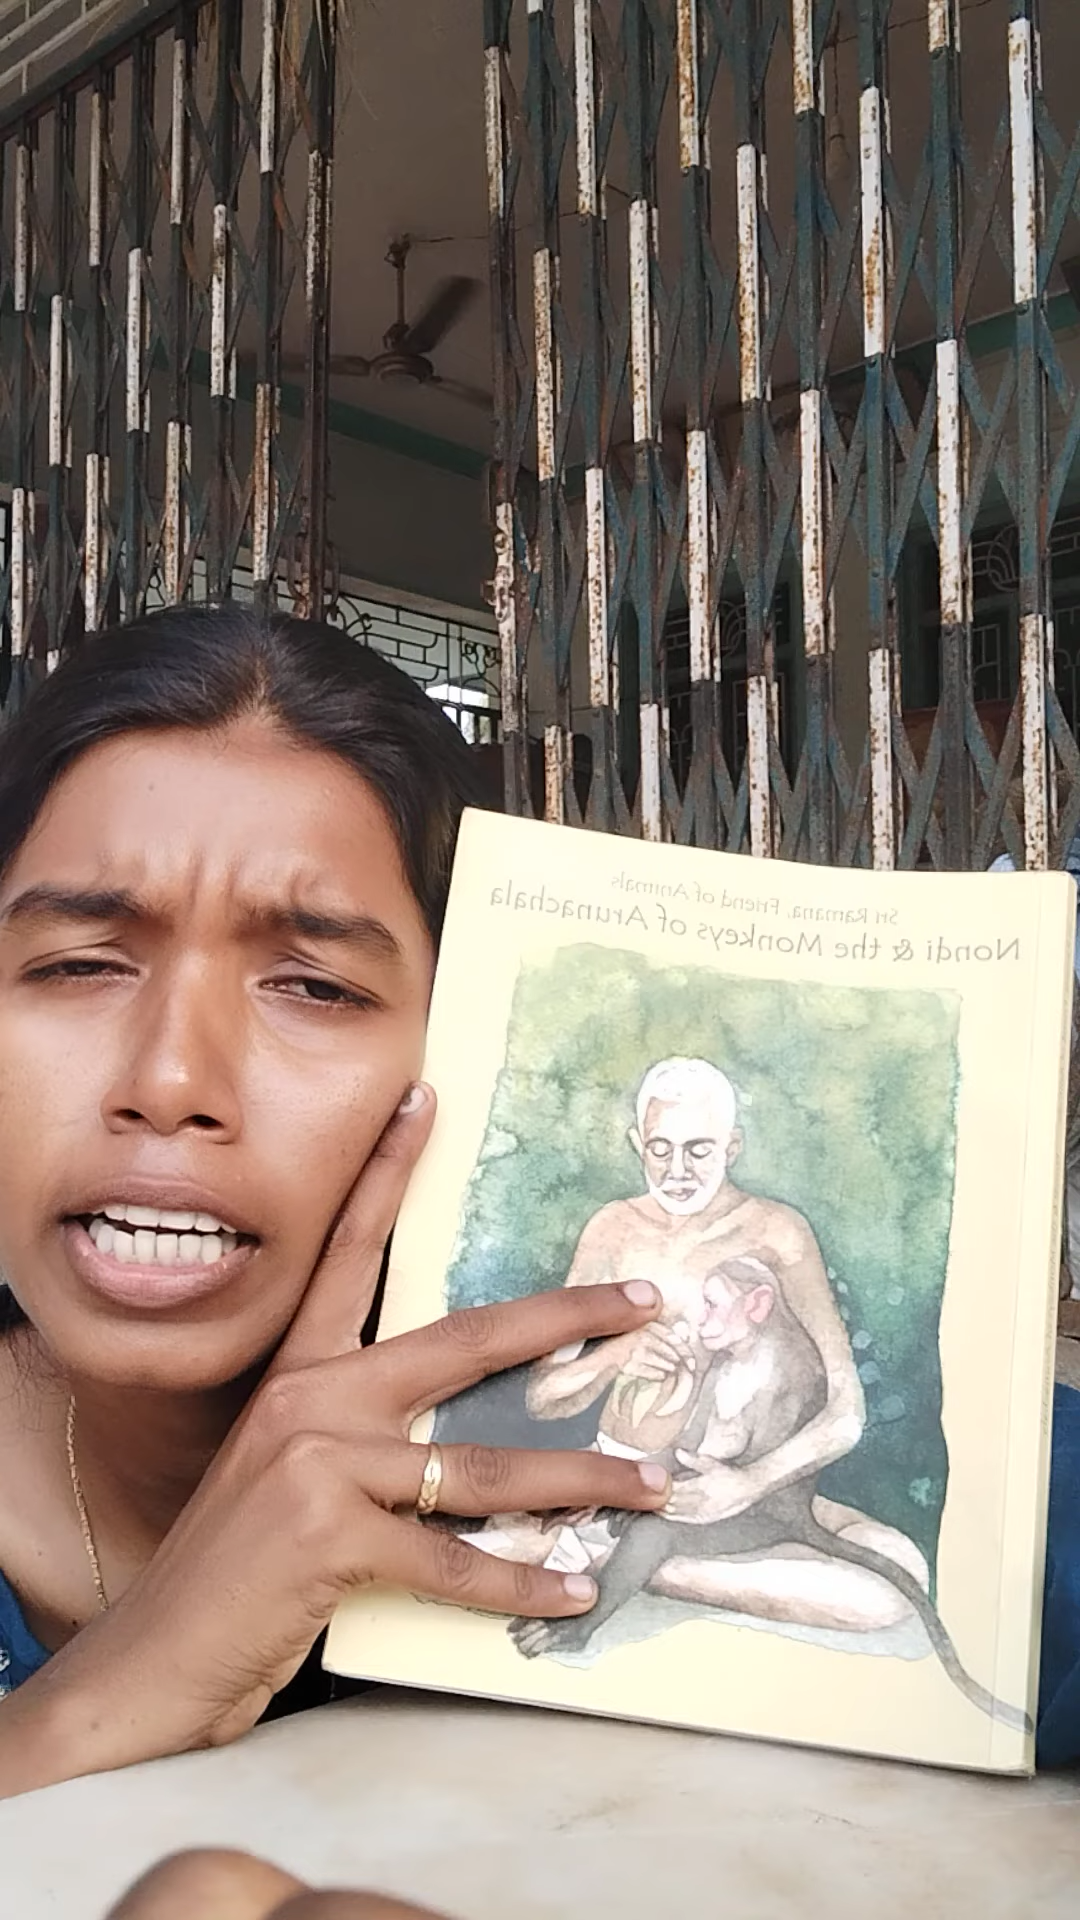 Sri Ramana, Friend of Animals
Nondi & the Monkeys of Arunachala